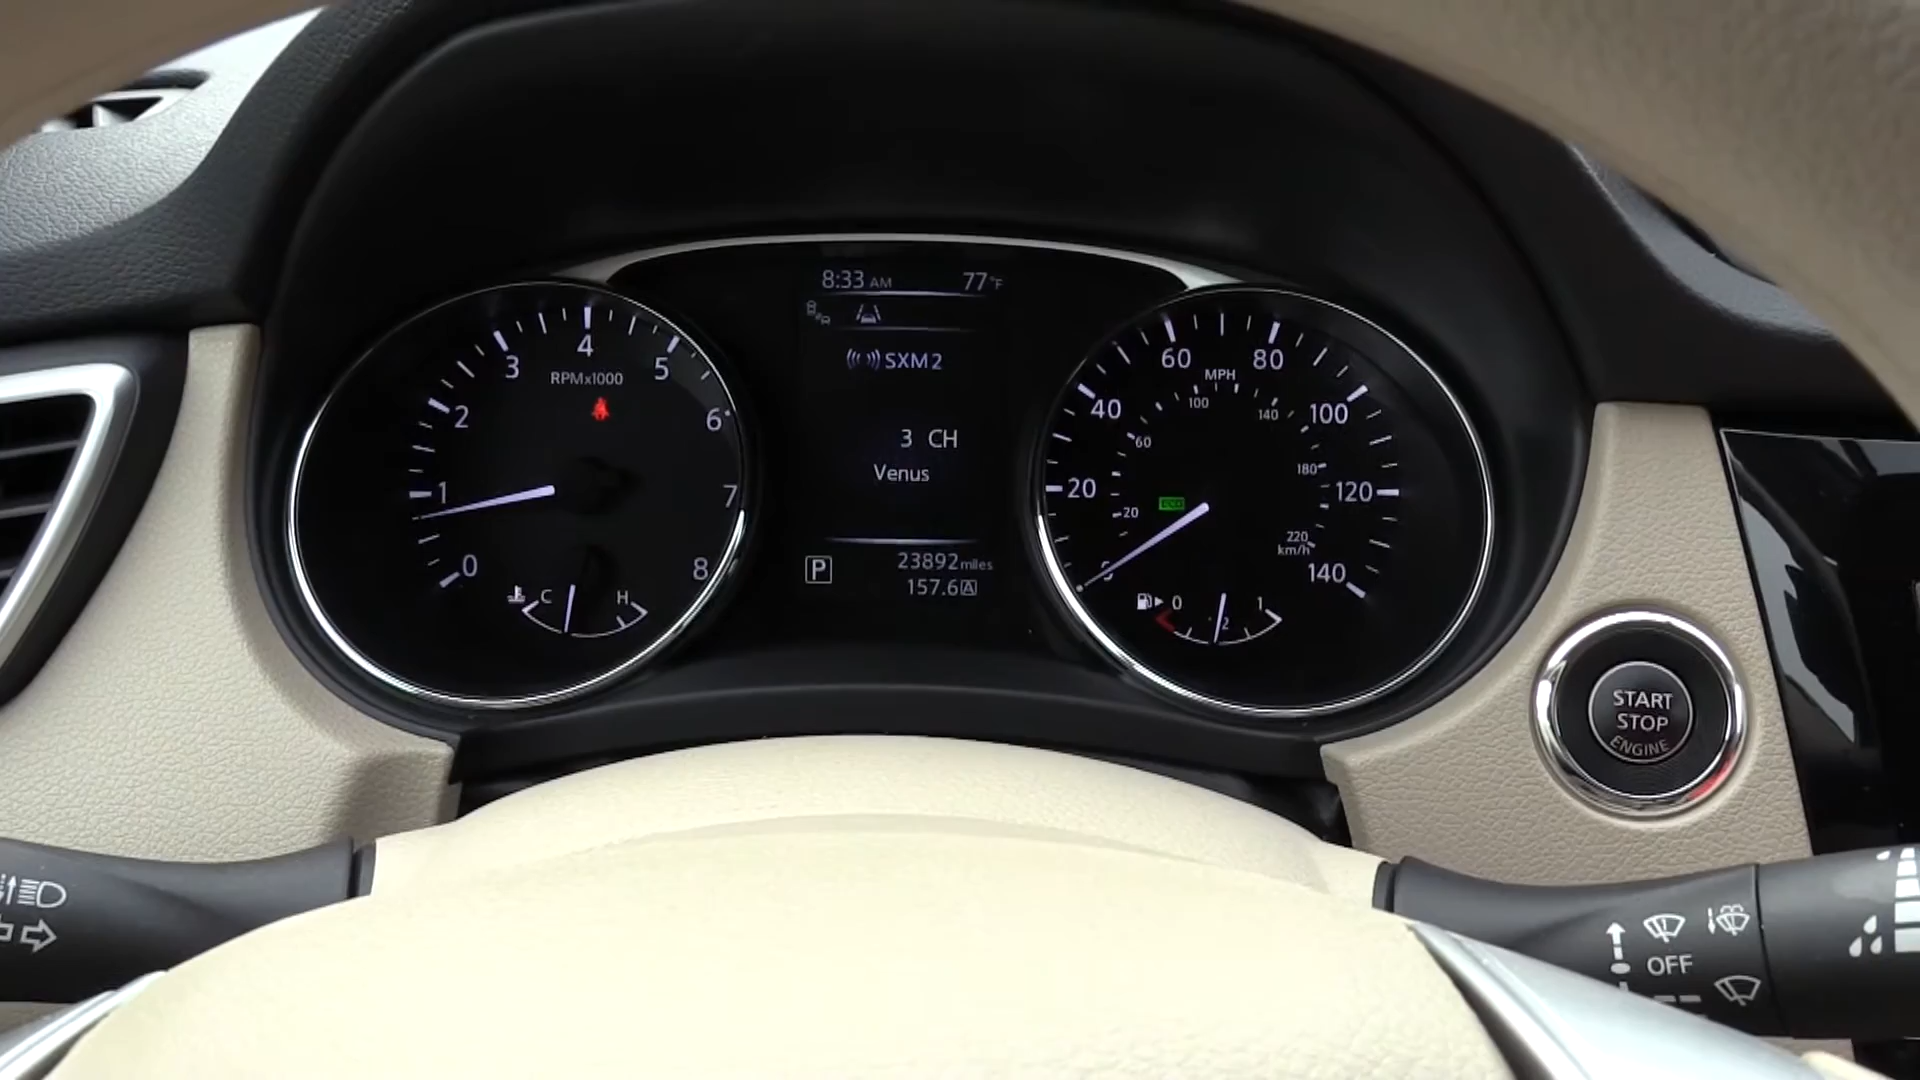 8:33 AM 77°F
SXM2
3 CH
Venus
P
23892 miles
157.6 A
0
1
2
3
4
5
6
7
8
RPMx1000
C H
20
40
60
80
100
120
140
MPH
20
60
100
140
180
220
km/h
ECO
0 1
START
STOP
ENGINE
OFF